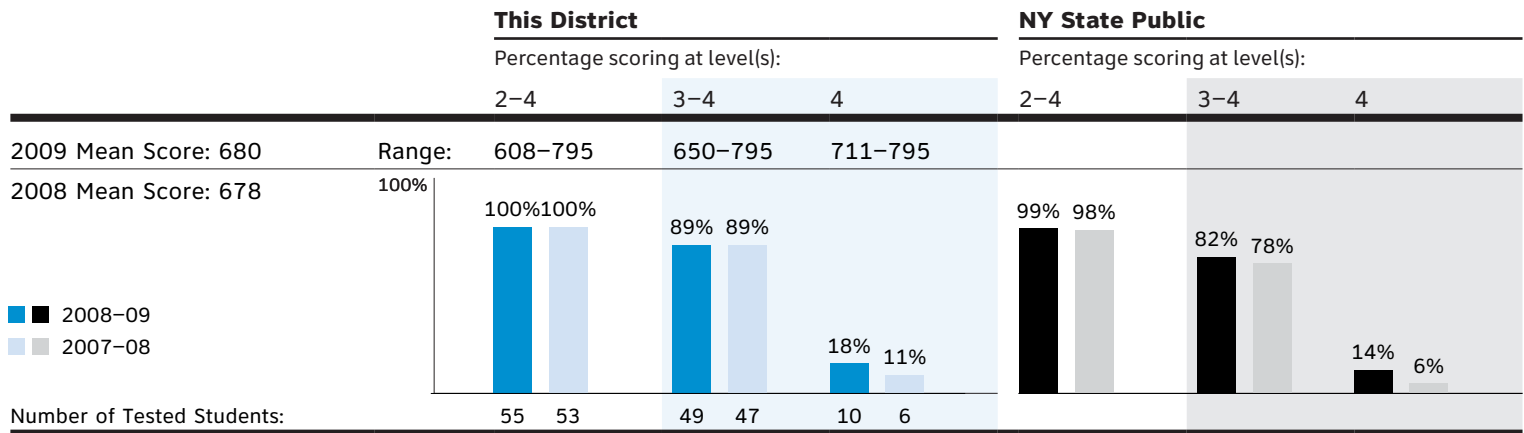 This District NY State Public
Percentage scoring at level(s): Percentage scoring at level(s):
2–4 3–4 4 2–4 3–4 4
2009 Mean Score: 680 Range: 608–795 650–795 711–795
2008 Mean Score: 678 100%
100% 100% 89% 89% 18% 11% 99% 98% 82% 78% 14% 6%
2008–09
2007–08
Number of Tested Students: 55 53 49 47 10 6